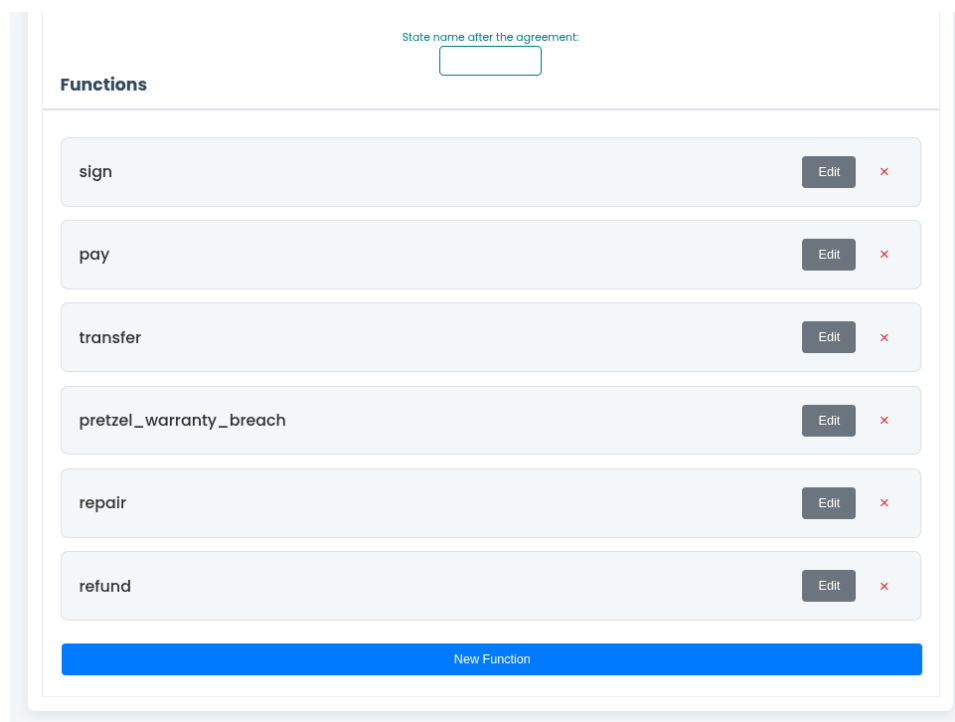 State name after the agreement:
Functions
sign Edit ×
pay Edit ×
transfer Edit ×
pretzel_warranty_breach Edit ×
repair Edit ×
refund Edit ×
New Function